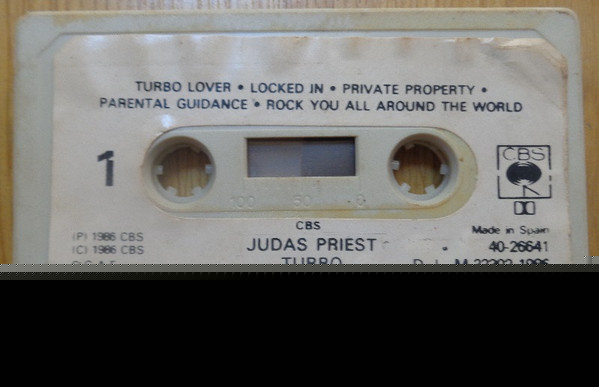 TURBO LOVER • LOCKED IN • PRIVATE PROPERTY •
PARENTAL GUIDANCE • ROCK YOU ALL AROUND THE WORLD
1
CBS
100 50 0
CBS
(P) 1986 CBS
(C) 1986 CBS
JUDAS PRIEST
TURBO
Made in Spain
40-26641